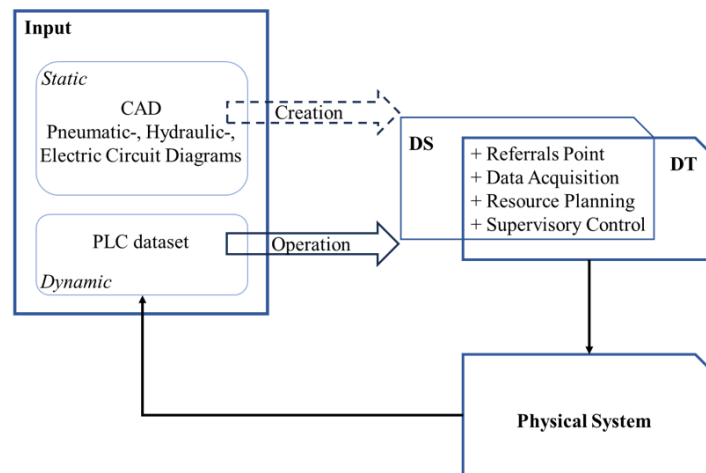 Input
Static
CAD
Pneumatic-, Hydraulic-,
Electric Circuit Diagrams
Creation
PLC dataset
Dynamic
Operation
DS
DT
+ Referrals Point
+ Data Acquisition
+ Resource Planning
+ Supervisory Control
Physical System